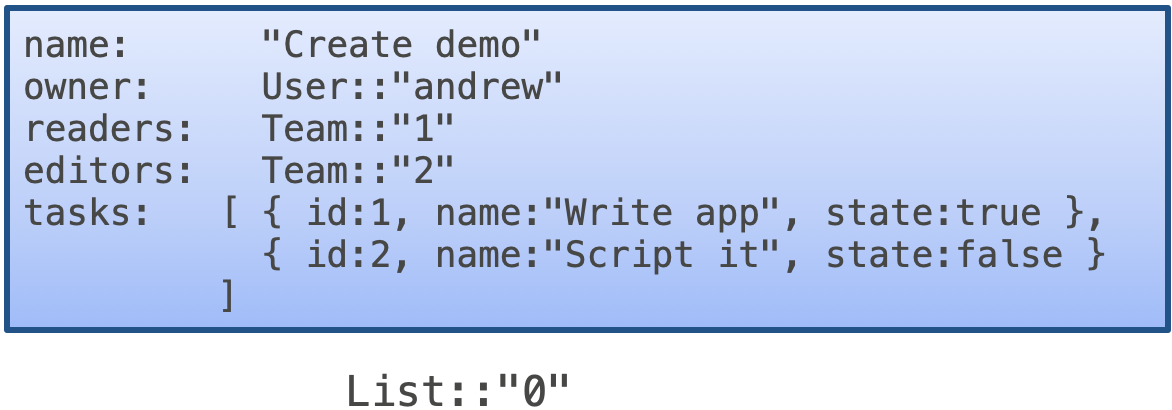 name:      "Create demo"
owner:     User::"andrew"
readers:   Team::"1"
editors:   Team::"2"
tasks:   [ { id:1, name:"Write app", state:true },
           { id:2, name:"Script it", state:false }
         ]
List::"0"